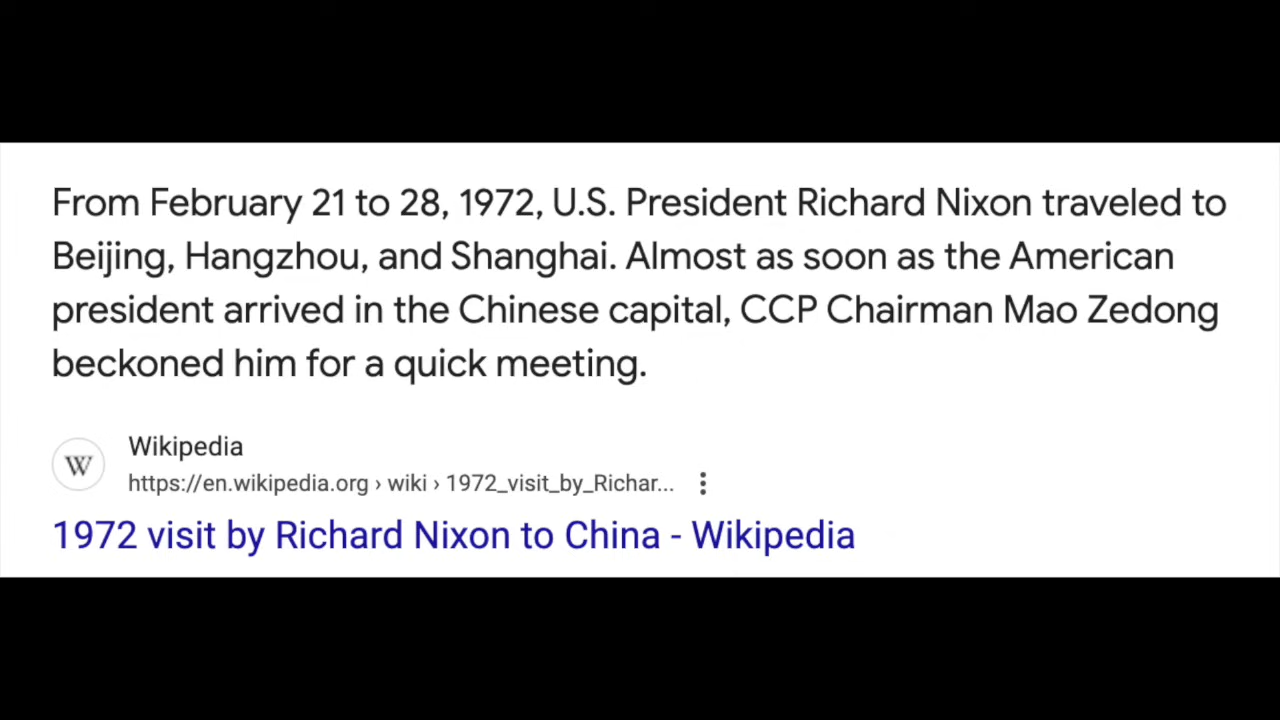 From February 21 to 28, 1972, U.S. President Richard Nixon traveled to
Beijing, Hangzhou, and Shanghai. Almost as soon as the American
president arrived in the Chinese capital, CCP Chairman Mao Zedong
beckoned him for a quick meeting.
W
Wikipedia
https://en.wikipedia.org › wiki › 1972_visit_by_Richar...
1972 visit by Richard Nixon to China - Wikipedia